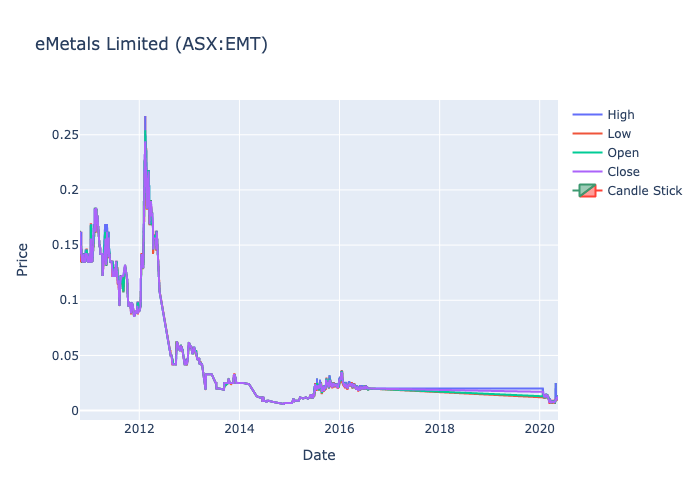 eMetals Limited (ASX:EMT)
High
Low
Open
Close
Candle Stick
0.25
0.2
0.15
0.1
0.05
0
Price
2012
2014
2016
2018
2020
Date